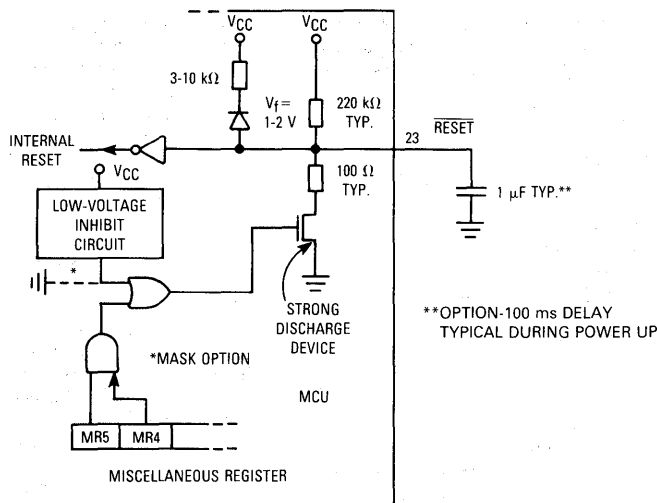 VCC
VCC
3-10 kΩ
Vf =
1-2 V
220 kΩ
TYP.
INTERNAL
RESET
23
RESET
VCC
100 Ω
TYP.
1 μF TYP.**
LOW-VOLTAGE
INHIBIT
CIRCUIT
*
STRONG
DISCHARGE
DEVICE
**OPTION-100 ms DELAY
TYPICAL DURING POWER UP
*MASK OPTION
MCU
MR5
MR4
MISCELLANEOUS REGISTER